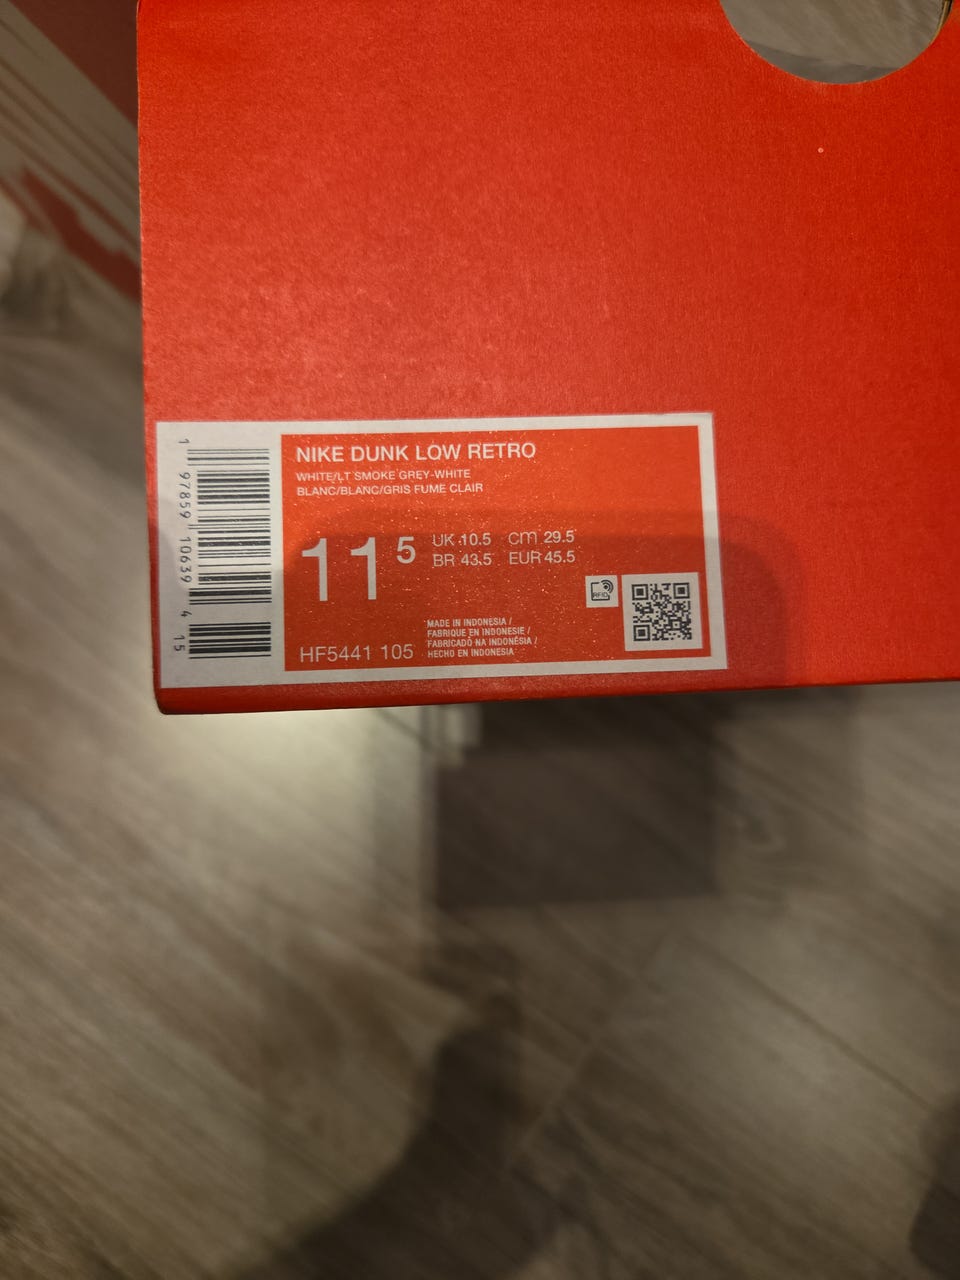 NIKE DUNK LOW RETRO
WHITE/LT SMOKE GREY-WHITE
BLANC/BLANC/GRIS FUME CLAIR
11 5
UK 10.5 CM 29.5
BR 43.5 EUR 45.5
RFID
HF5441 105
MADE IN INDONESIA /
FABRIQUE EN INDONESIE /
FABRICADO NA INDONÉSIA /
HECHO EN INDONESIA
1 97859 10639 4 15